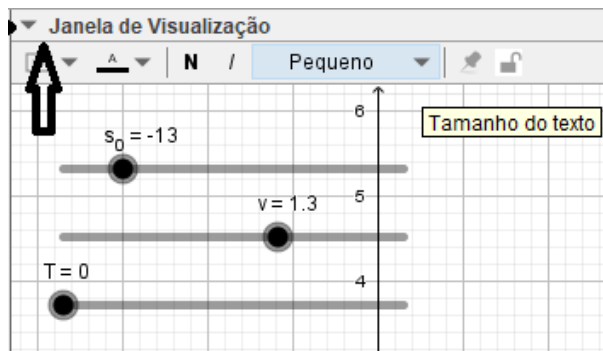 Janela de Visualização
A N I Pequeno
6
Tamanho do texto
s₀ = -13
v = 1.3
5
T = 0
4